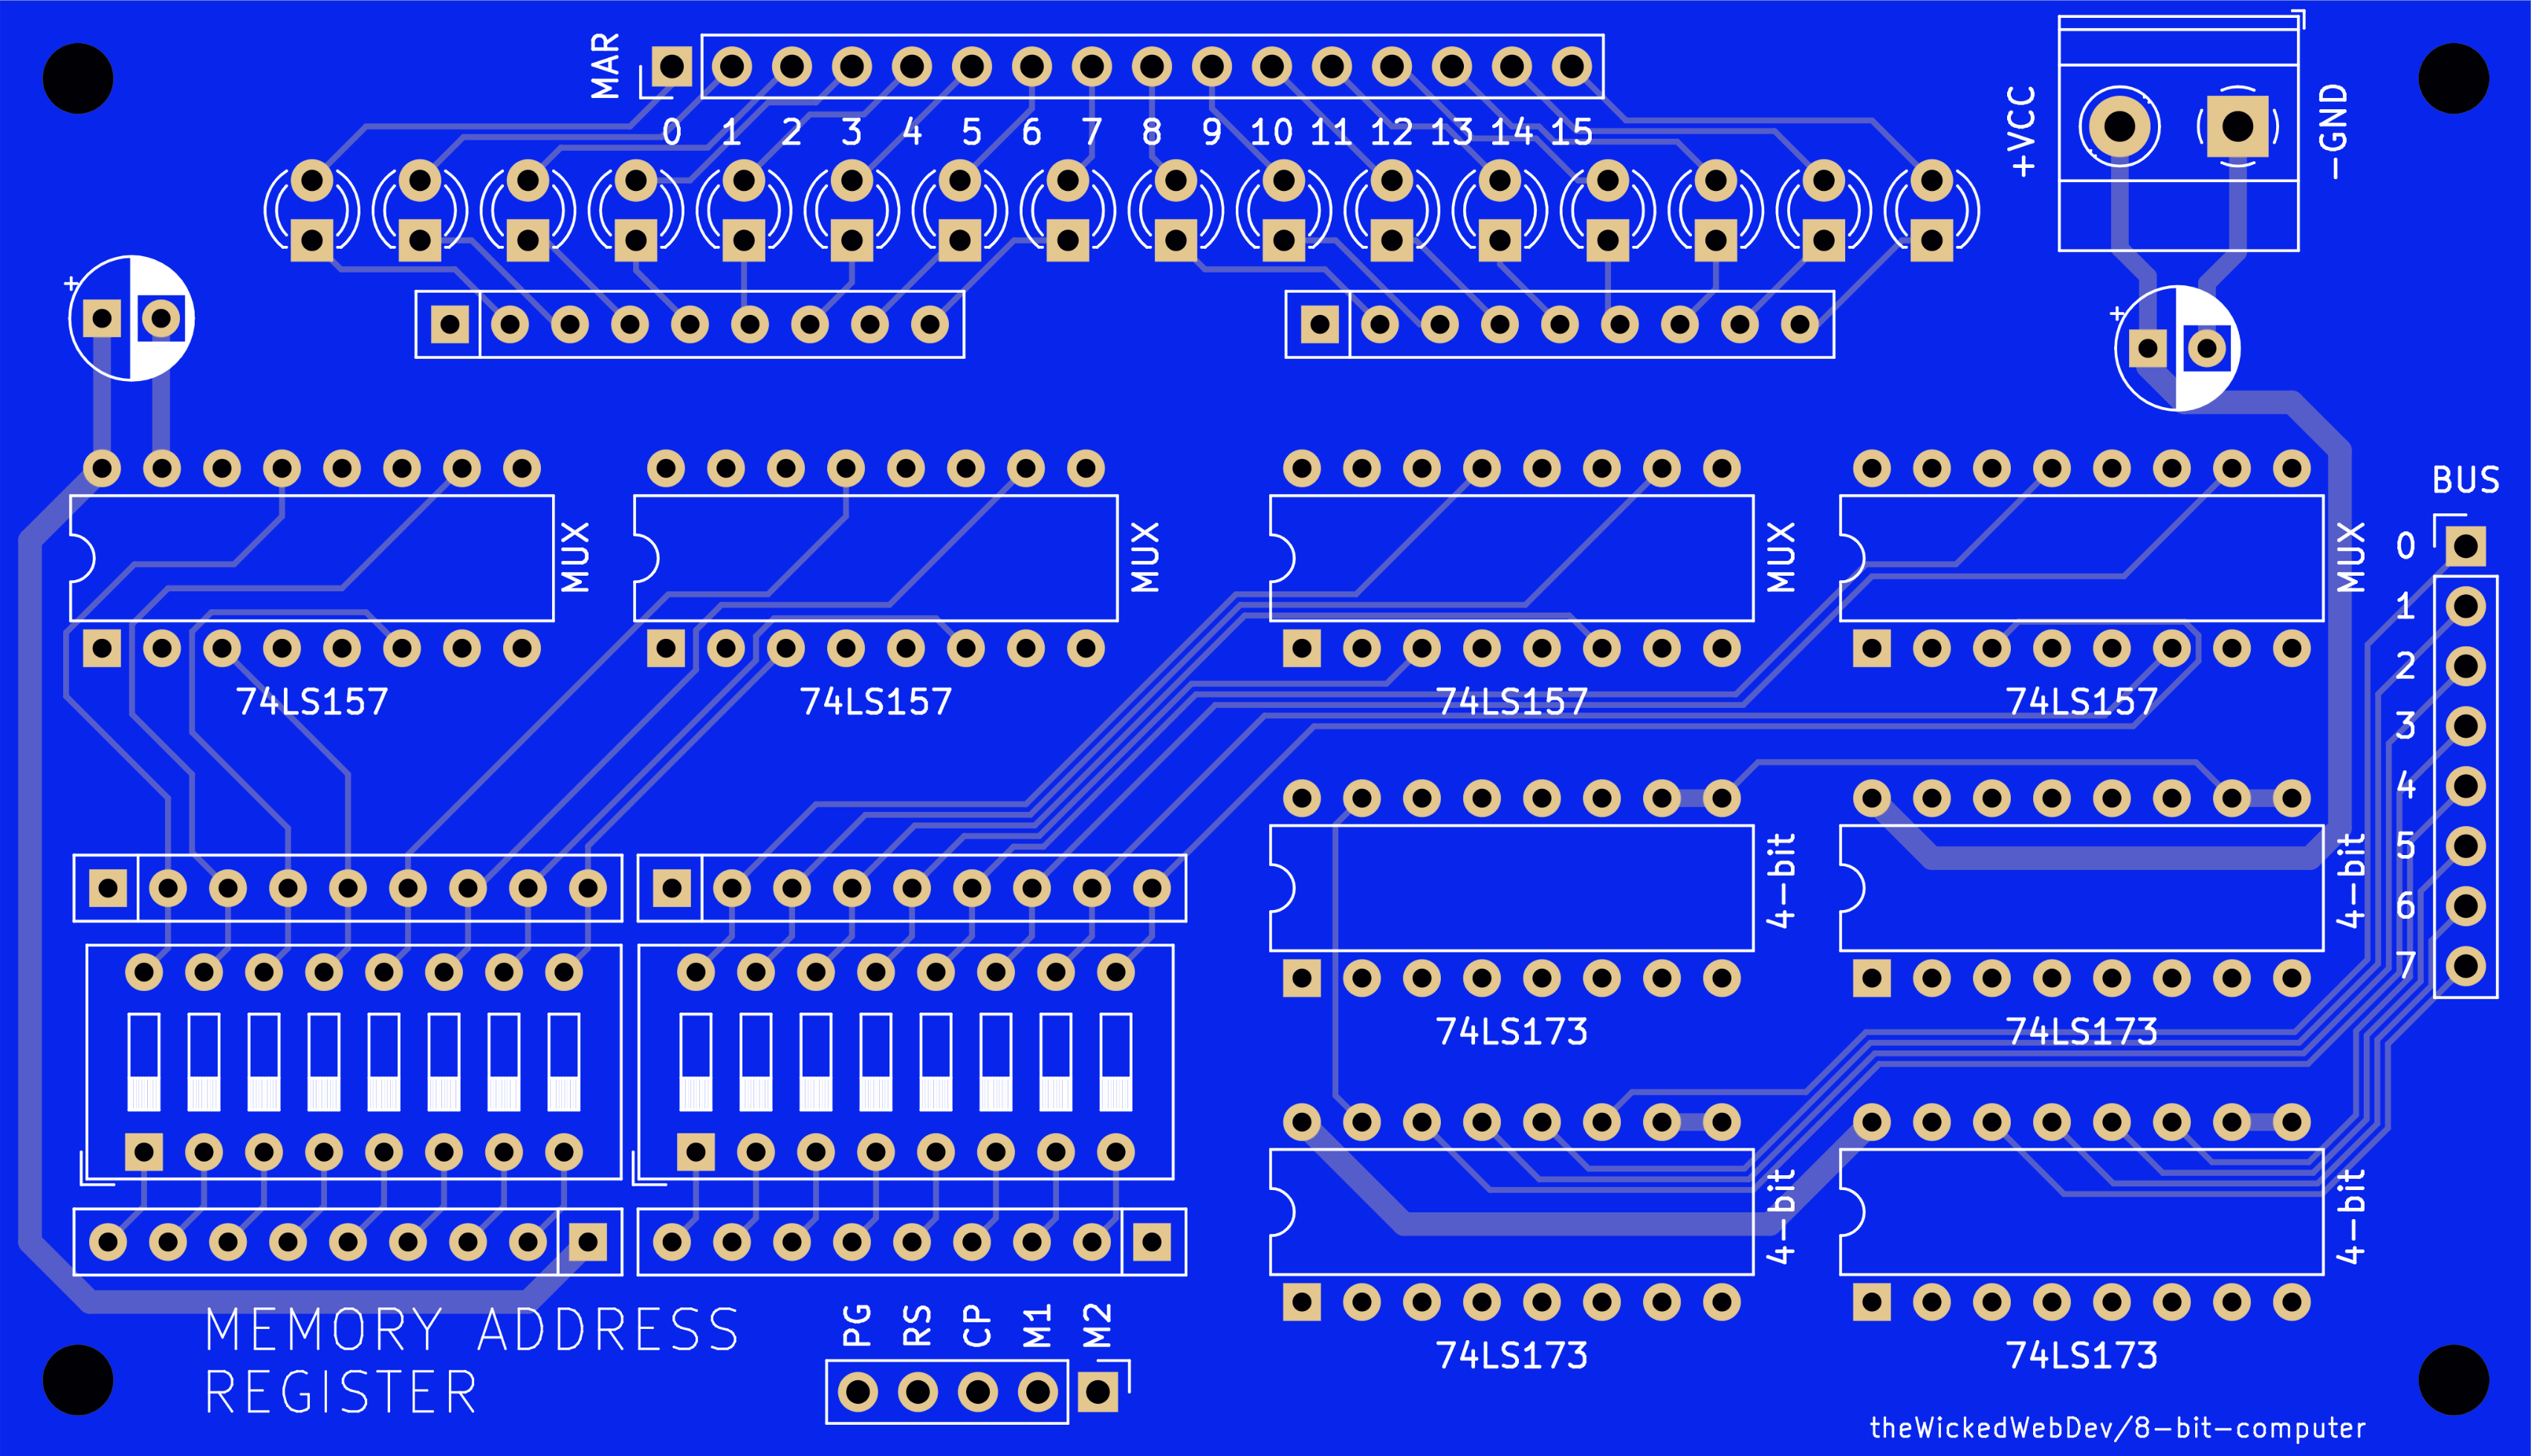 MAR
0 1 2 3 4 5 6 7 8 9 10 11 12 13 14 15
+VCC
-GND
+
+
BUS
0
1
2
3
4
5
6
7
MUX
MUX
MUX
MUX
74LS157
74LS157
74LS157
74LS157
4-bit
4-bit
74LS173
74LS173
4-bit
4-bit
74LS173
74LS173
MEMORY ADDRESS
REGISTER
PG
RS
CP
M1
M2
theWickedWebDev/8-bit-computer